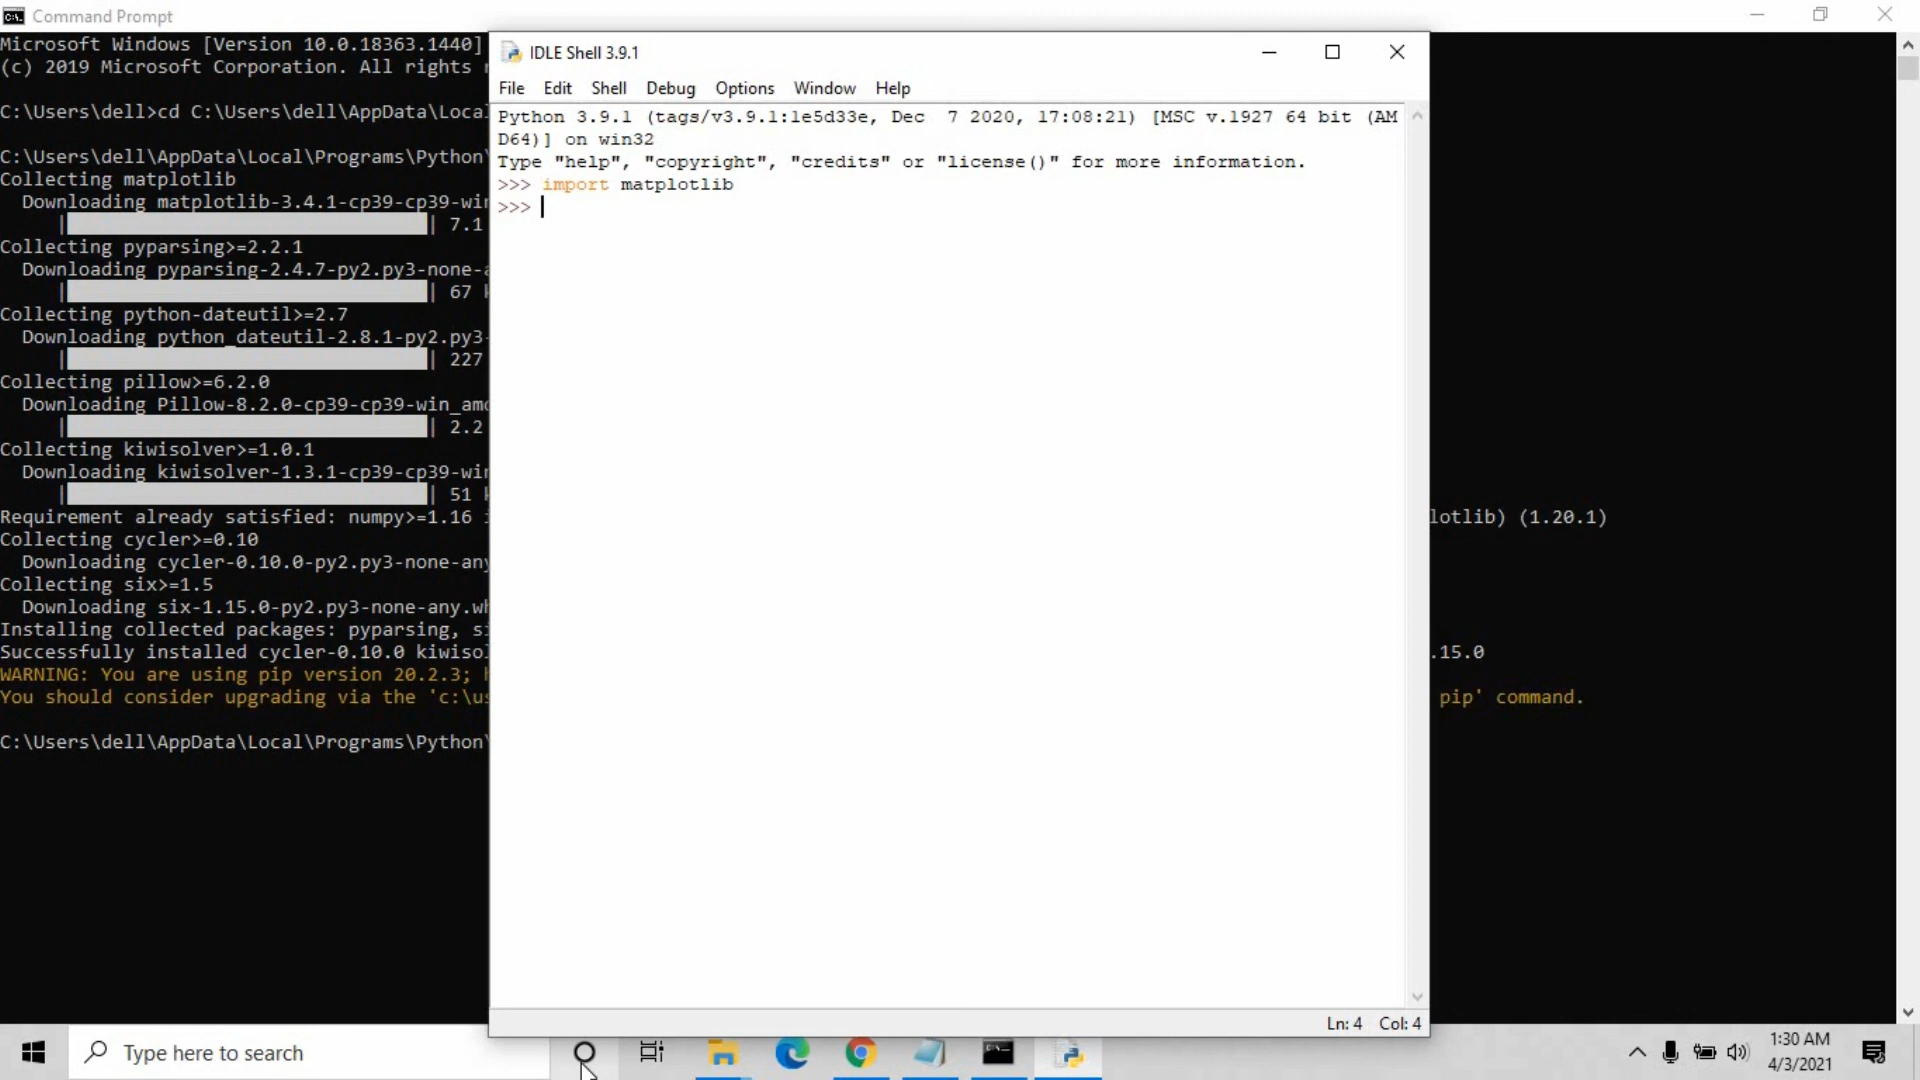 Command Prompt
Microsoft Windows [Version 10.0.18363.1440]
(c) 2019 Microsoft Corporation. All rights
C:\Users\dell>cd C:\Users\dell\AppData\Loca
C:\Users\dell\AppData\Local\Programs\Python\
Collecting matplotlib
Downloading matplotlib-3.4.1-cp39-cp39-win
7.1
Collecting pyparsing>=2.2.1
Downloading pyparsing-2.4.7-py2.py3-none-a
67
Collecting python-dateutil>=2.7
Downloading python_dateutil-2.8.1-py2.py3-
227
Collecting pillow>=6.2.0
Downloading Pillow-8.2.0-cp39-cp39-win_amd
2.2
Collecting kiwisolver>=1.0.1
Downloading kiwisolver-1.3.1-cp39-cp39-win
51
Requirement already satisfied: numpy>=1.16 lotlib) (1.20.1)
Collecting cycler>=0.10
Downloading cycler-0.10.0-py2.py3-none-any
Collecting six>=1.5
Downloading six-1.15.0-py2.py3-none-any.wh
Installing collected packages: pyparsing, si
Successfully installed cycler-0.10.0 kiwisol .15.0
WARNING: You are using pip version 20.2.3; h
You should consider upgrading via the 'c:\us pip' command.
C:\Users\dell\AppData\Local\Programs\Python\
IDLE Shell 3.9.1
File Edit Shell Debug Options Window Help
Python 3.9.1 (tags/v3.9.1:1e5d33e, Dec 7 2020, 17:08:21) [MSC v.1927 64 bit (AM
D64)] on win32
Type "help", "copyright", "credits" or "license()" for more information.
>>> import matplotlib
>>>
Ln: 4 Col: 4
Type here to search
1:30 AM
4/3/2021